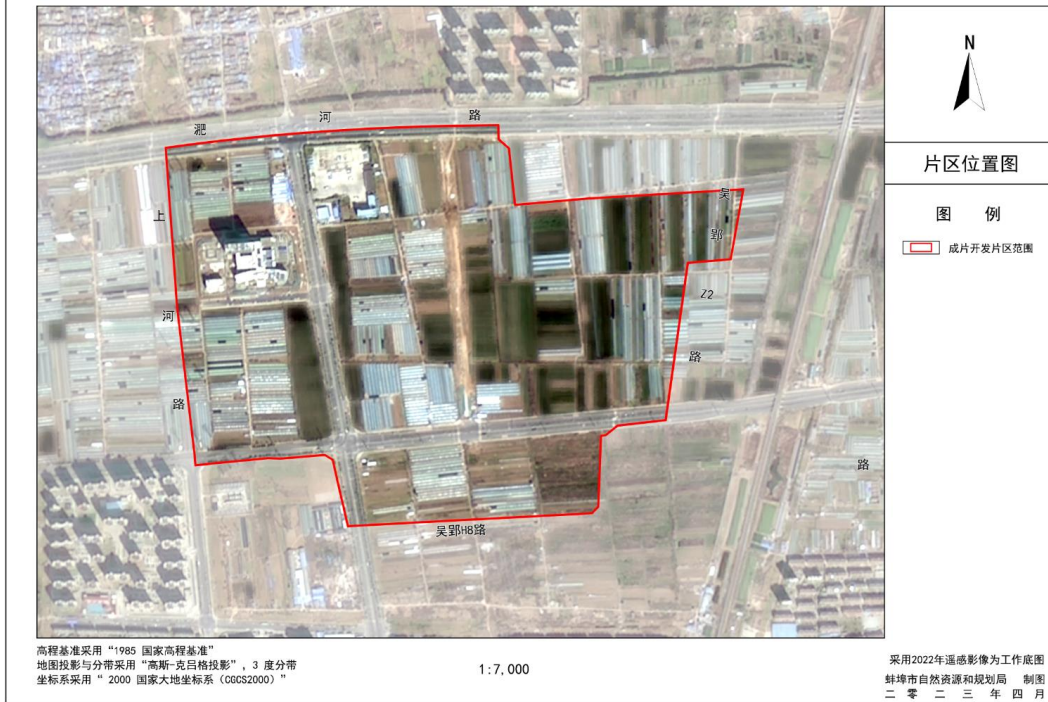 N
片区位置图
图 例
成片开发片区范围
淝 河 路
上 河 路
吴 郢 Z2 路
路
吴郢H8路
高程基准采用“1985 国家高程基准”
地图投影与分带采用“高斯-克吕格投影”, 3 度分带
坐标系采用“ 2000 国家大地坐标系（CGCS2000）”
1:7,000
采用2022年遥感影像为工作底图
蚌埠市自然资源和规划局 制图
二 零 二 三 年 四 月